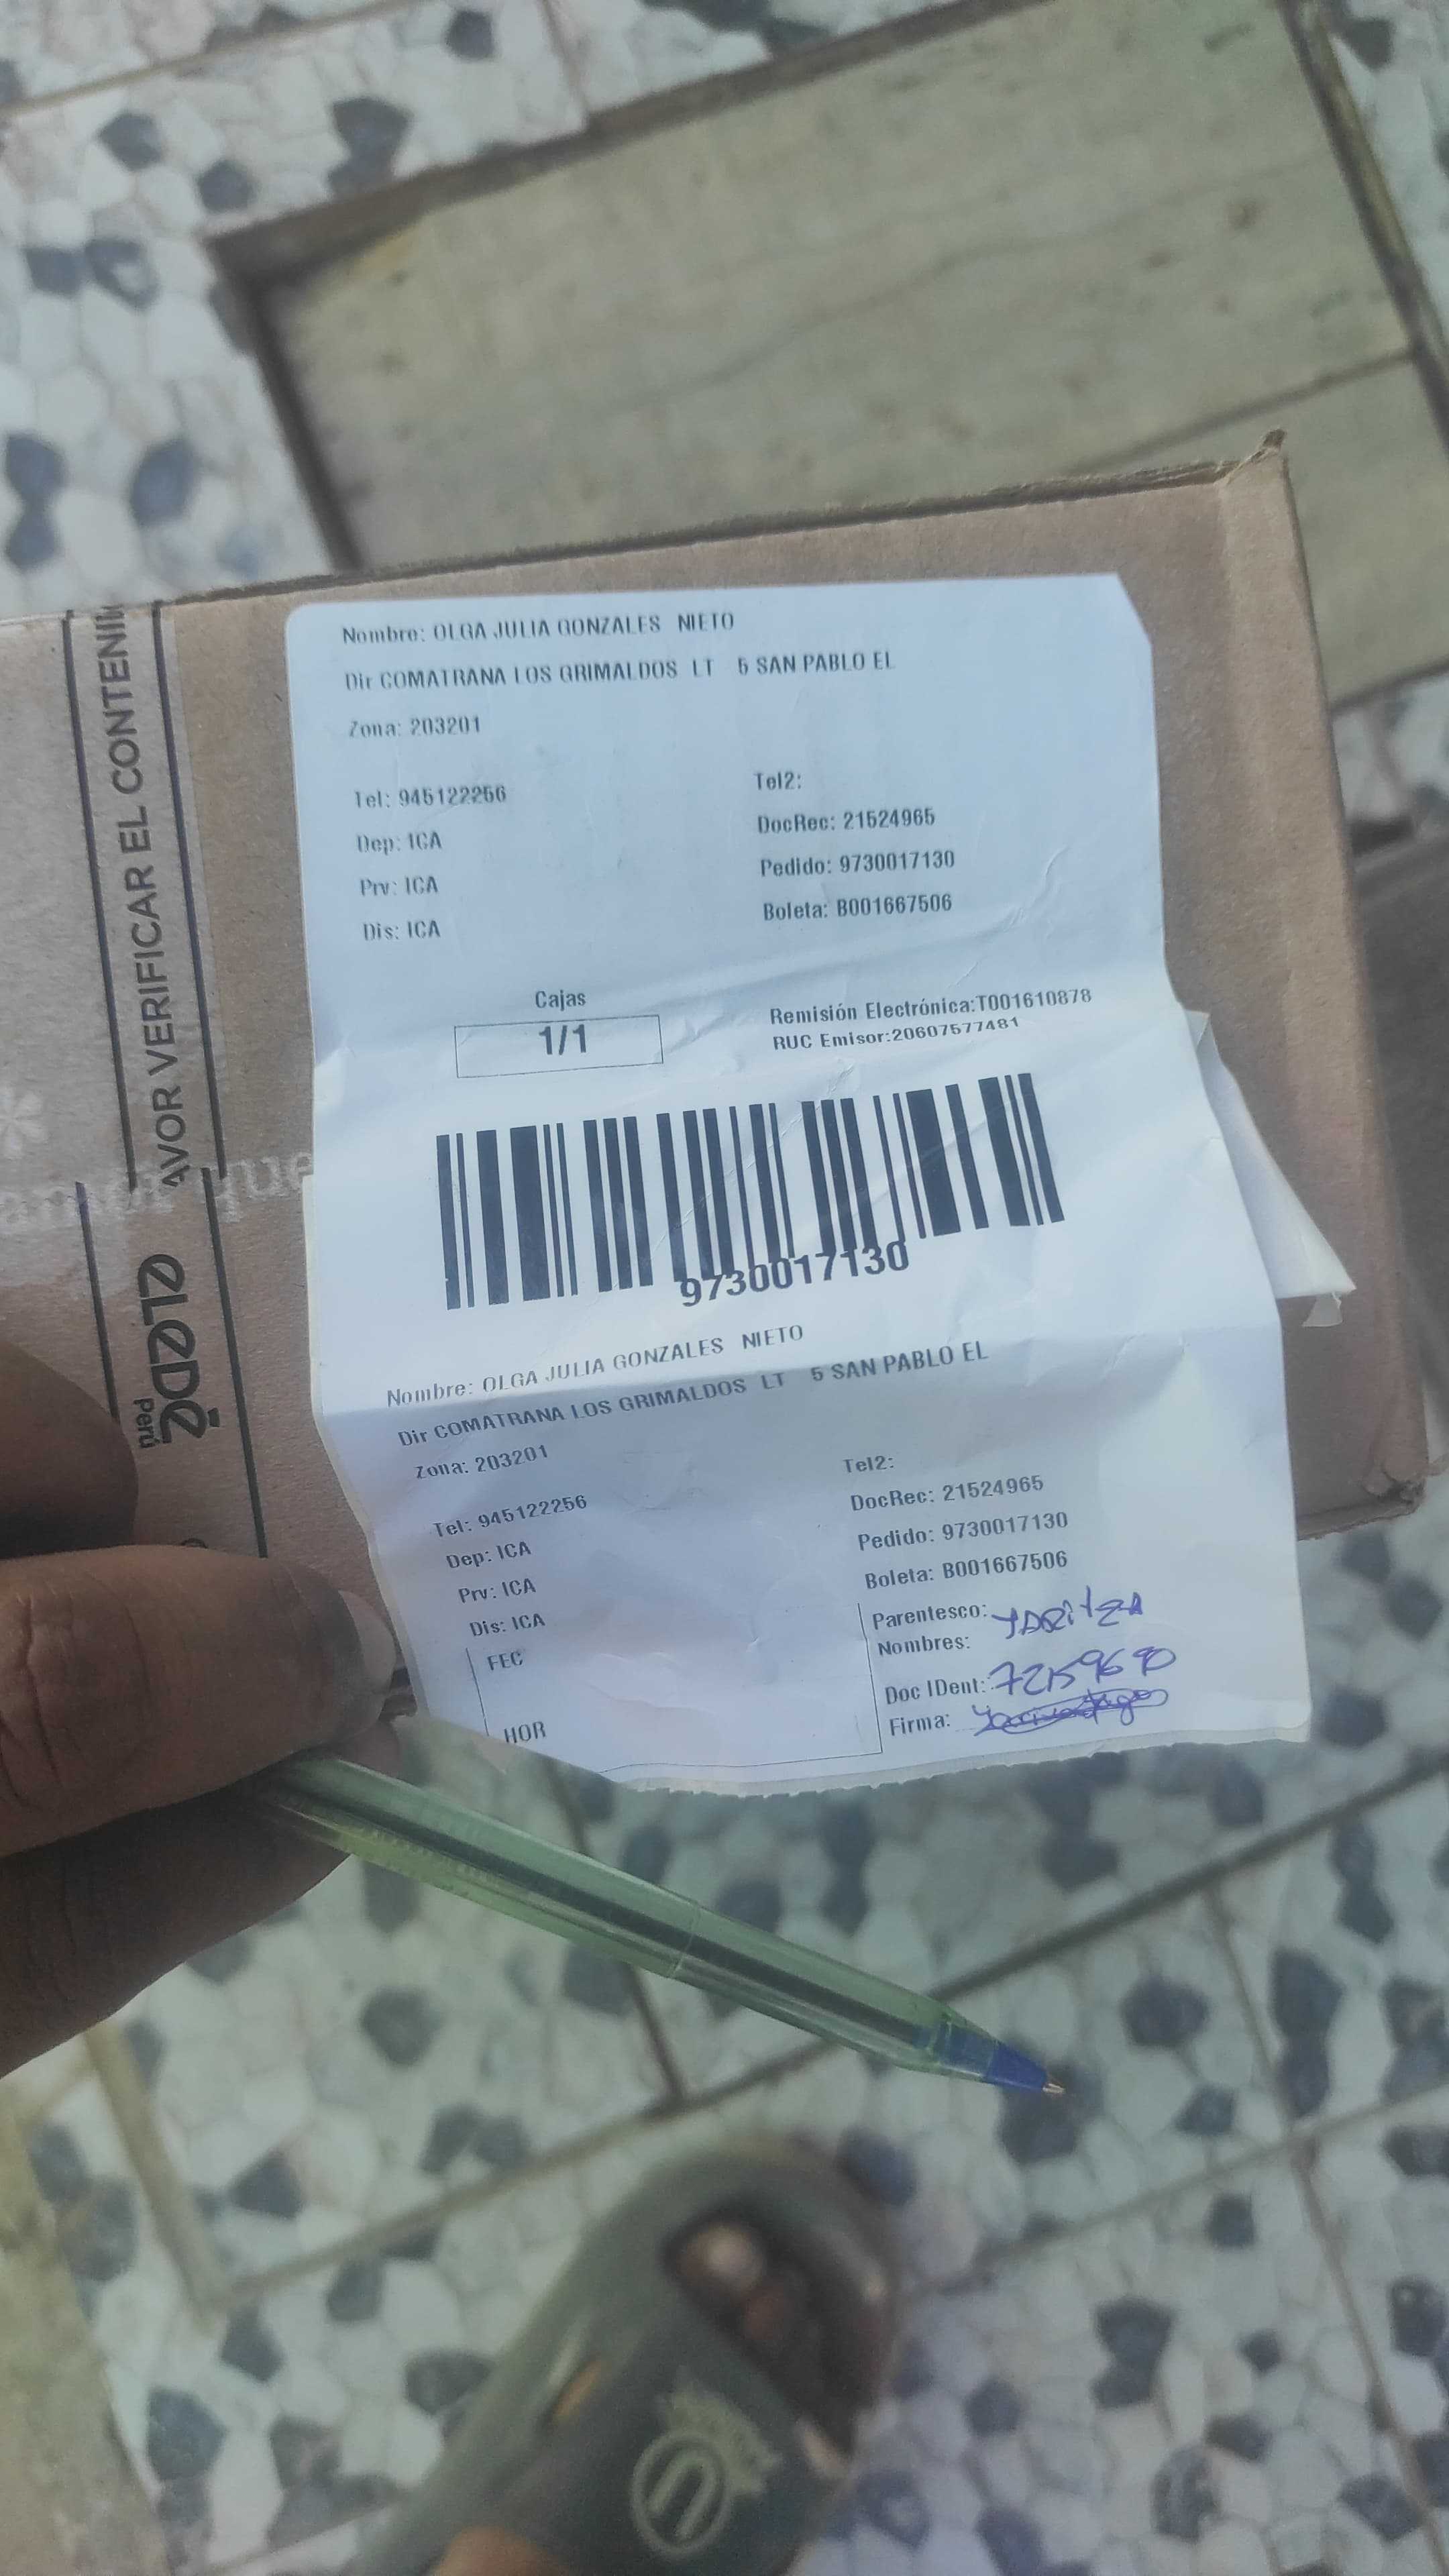 Nombre: OLGA JULIA GONZALES NIETO
Dir COMATRANA LOS GRIMALDOS LT 5 SAN PABLO EL
Zona: 203201
Tel: 945122256
Tel2:
Dep: ICA
DocRec: 21524965
Prv: ICA
Pedido: 9730017130
Dis: ICA
Boleta: B001667506
Cajas
1/1
Remisión Electrónica:T001610878
RUC Emisor:20607577481
9730017130
Nombre: OLGA JULIA GONZALES NIETO
Dir COMATRANA LOS GRIMALDOS LT 5 SAN PABLO EL
Zona: 203201
Tel: 945122256
Tel2:
Dep: ICA
DocRec: 21524965
Prv: ICA
Pedido: 9730017130
Dis: ICA
Boleta: B001667506
FEC
Parentesco: YARITZA
Nombres:
Doc IDent:
HOR
Firma:
AVOR VERIFICAR EL CONTENI
eLeDé
Perú